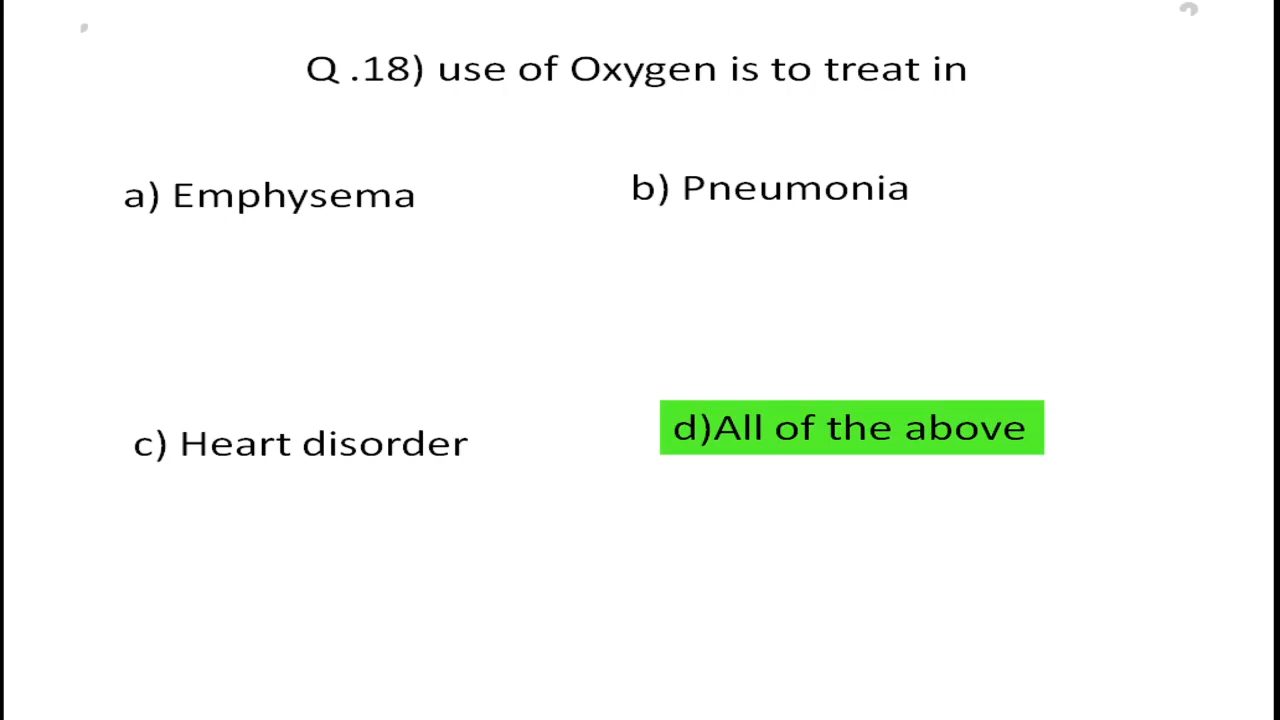 Q .18) use of Oxygen is to treat in
a) Emphysema
b) Pneumonia
c) Heart disorder
d)All of the above